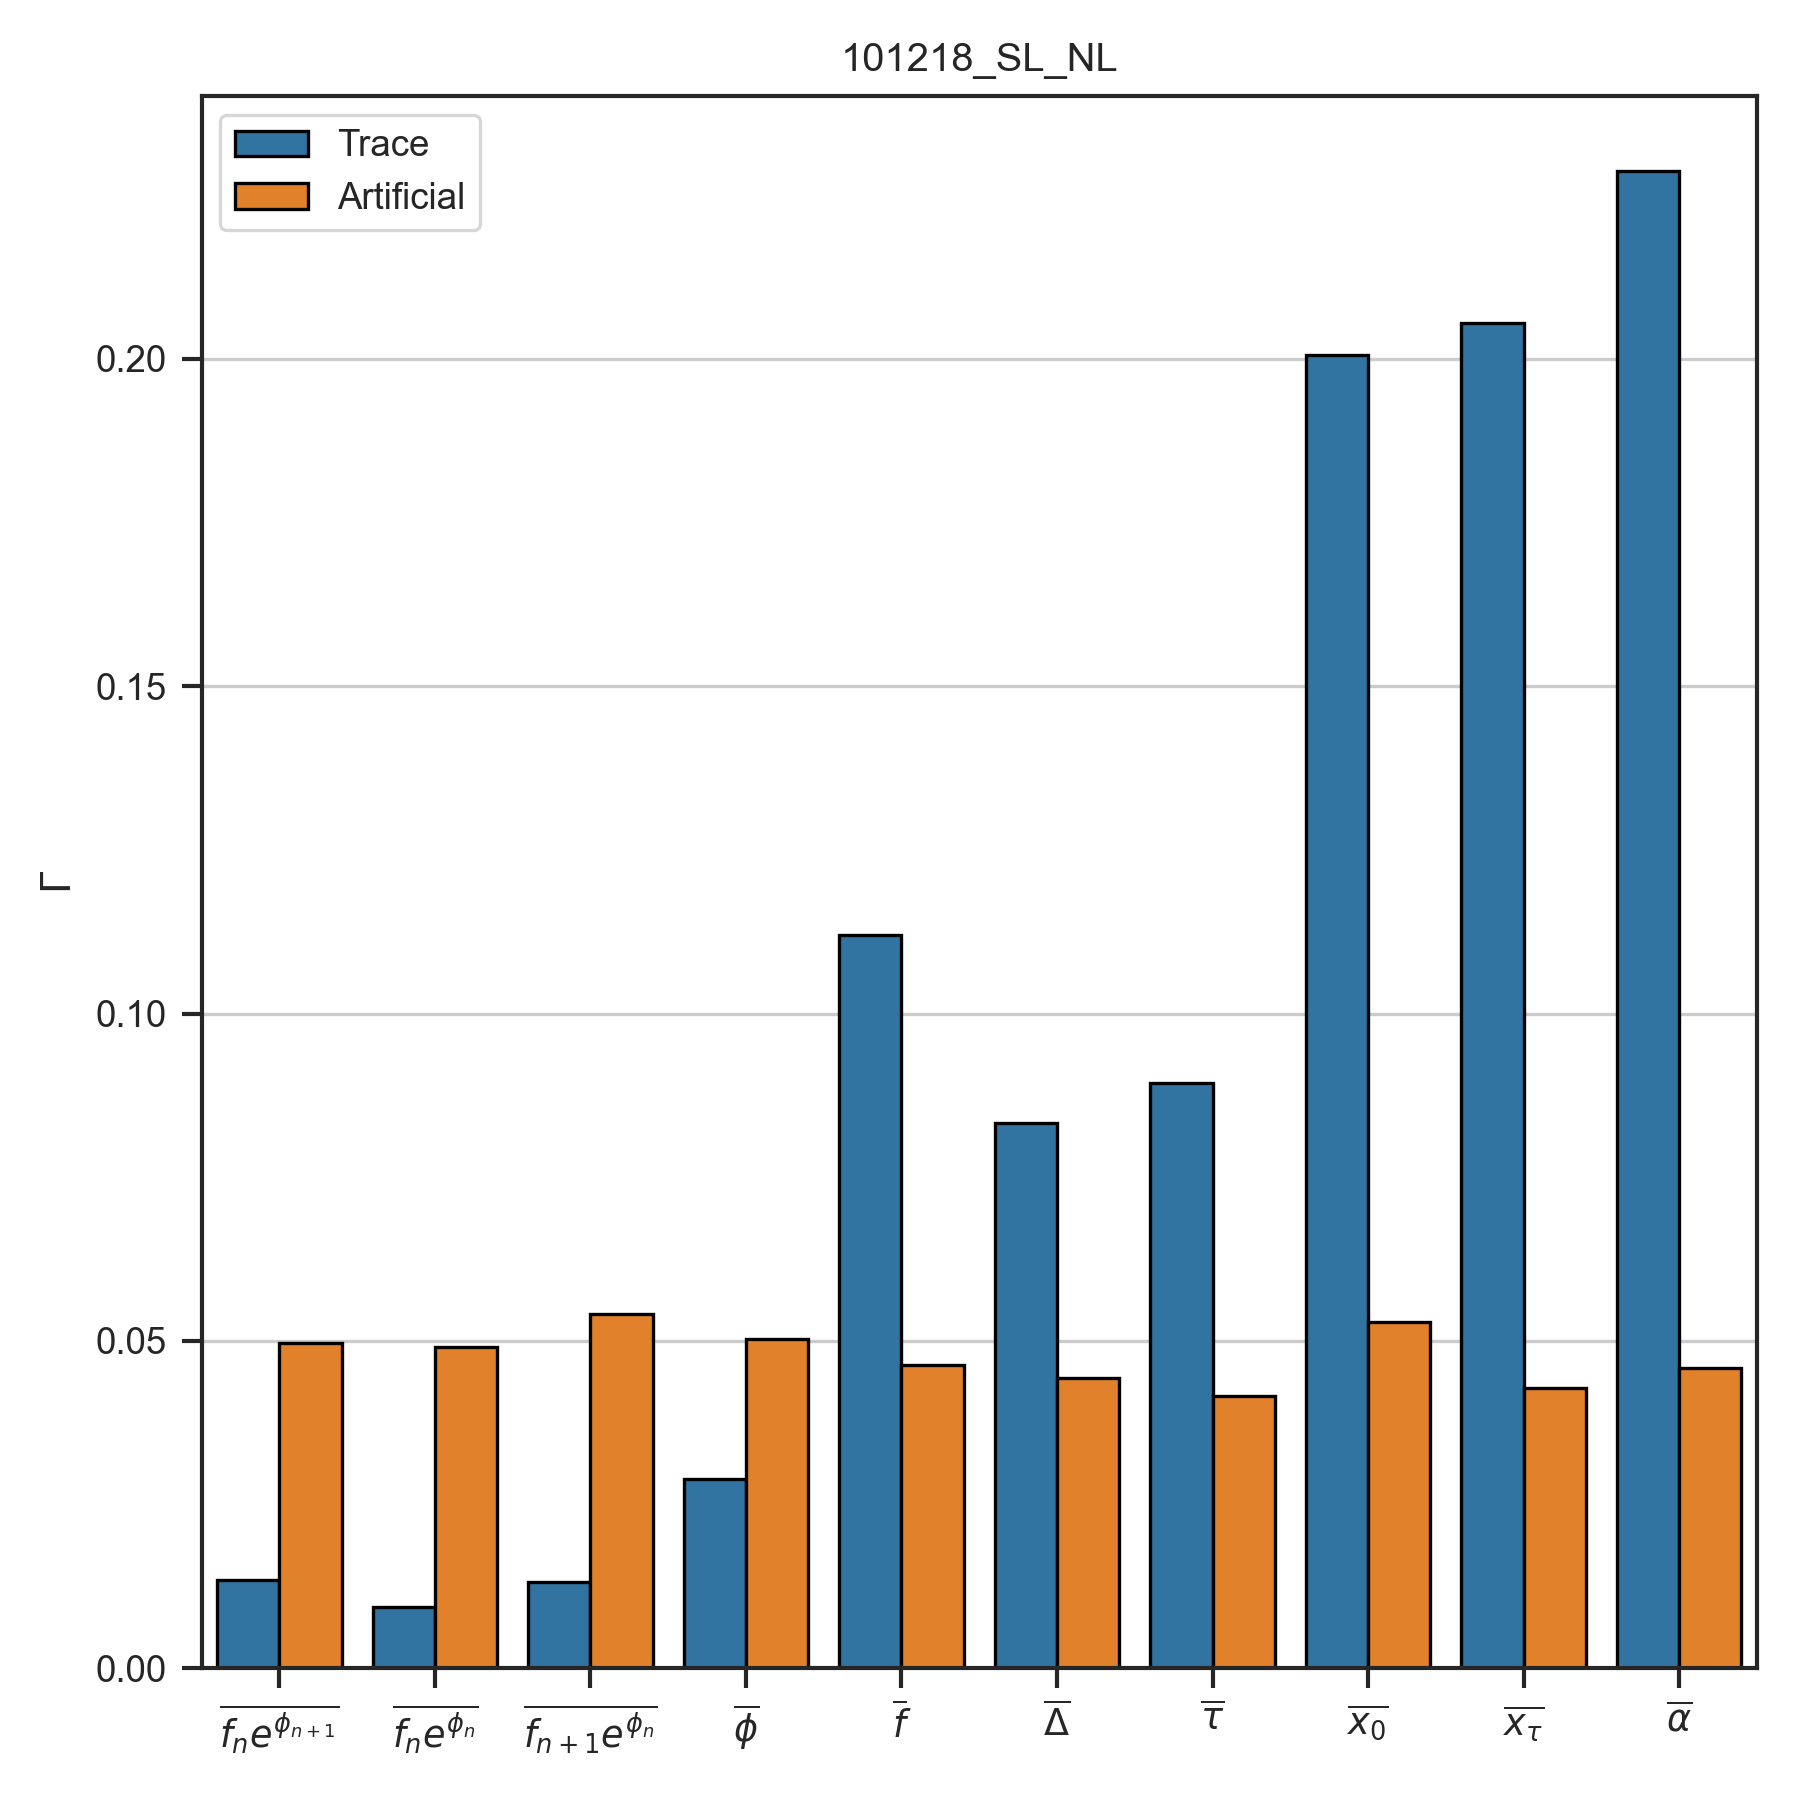 101218_SL_NL
Trace
Artificial
0.20
0.15
0.10
0.05
0.00
Γ
$\overline{f_n e^{\phi_{n+1}}}$ $\overline{f_n e^{\phi_n}}$ $\overline{f_{n+1} e^{\phi_n}}$ $\overline{\phi}$ $\overline{f}$ $\overline{\Delta}$ $\overline{\tau}$ $\overline{x_0}$ $\overline{x_\tau}$ $\overline{\alpha}$